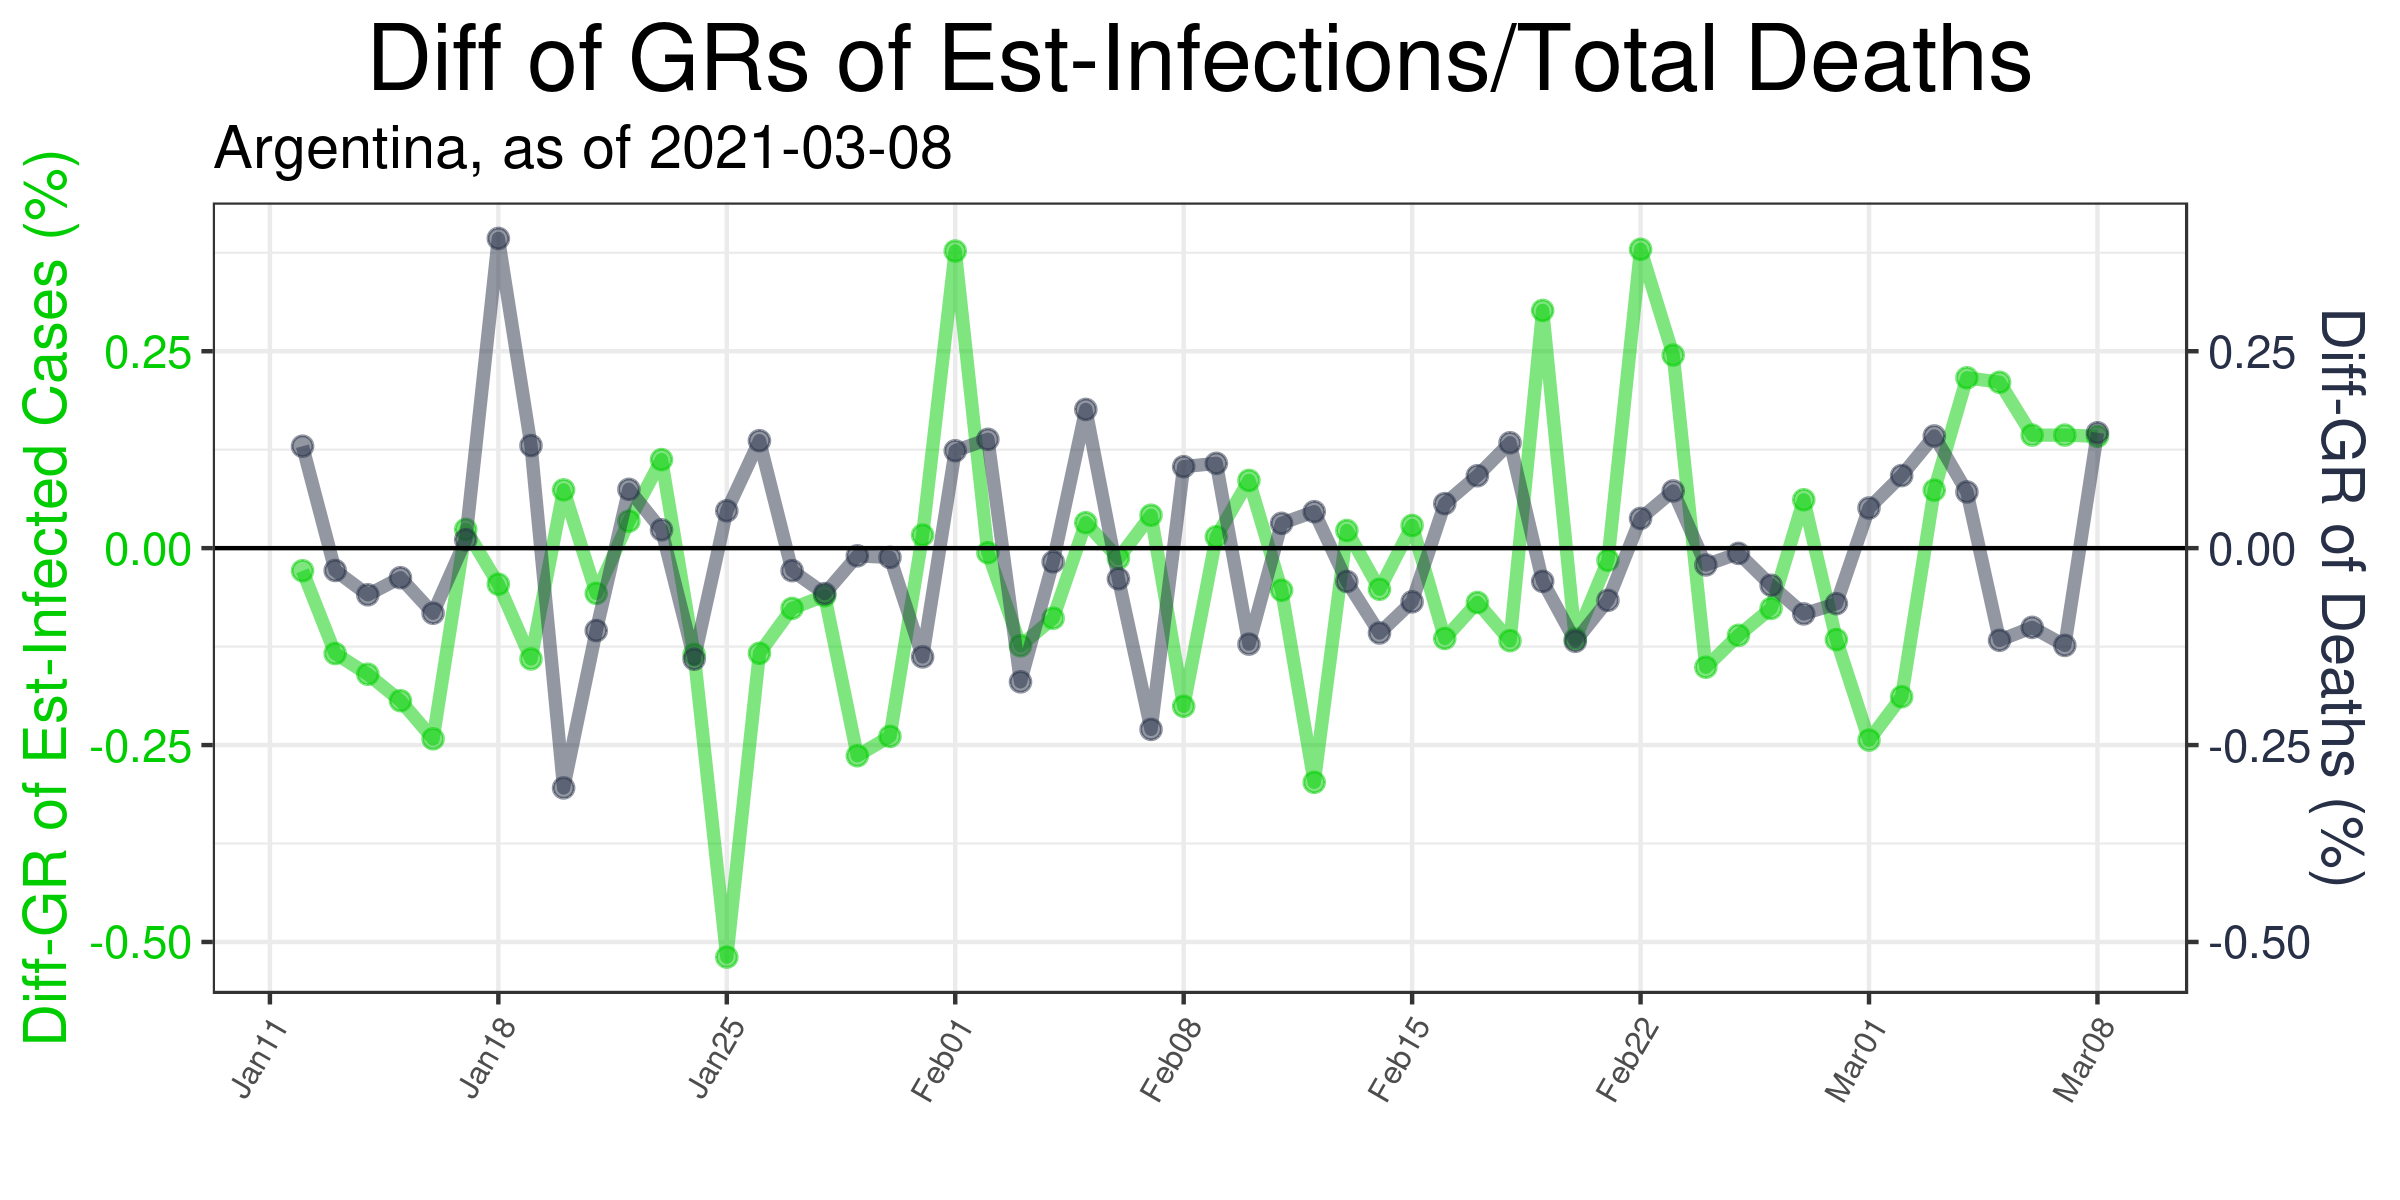 Diff of GRs of Est-Infections/Total Deaths
Argentina, as of 2021-03-08
Diff-GR of Est-Infected Cases (%)
0.25
0.00
-0.25
-0.50
0.25
0.00
-0.25
-0.50
Diff-GR of Deaths (%)
Jan11
Jan18
Jan25
Feb01
Feb08
Feb15
Feb22
Mar01
Mar08